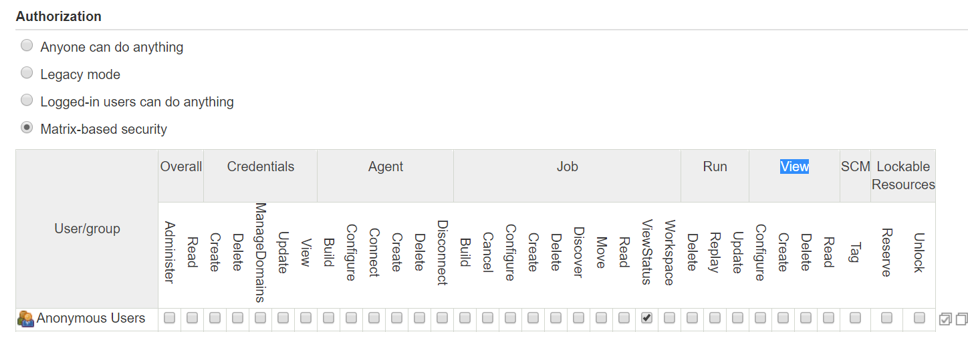 Authorization
Anyone can do anything
Legacy mode
Logged-in users can do anything
Matrix-based security
User/group
Overall Credentials Agent Job Run View SCM Lockable Resources
Administer Read Create Delete ManageDomains Update View Build Configure Connect Create Delete Disconnect Build Cancel Configure Create Delete Discover Move Read ViewStatus Workspace Delete Replay Update Configure Create Delete Read Tag Reserve Unlock
Anonymous Users